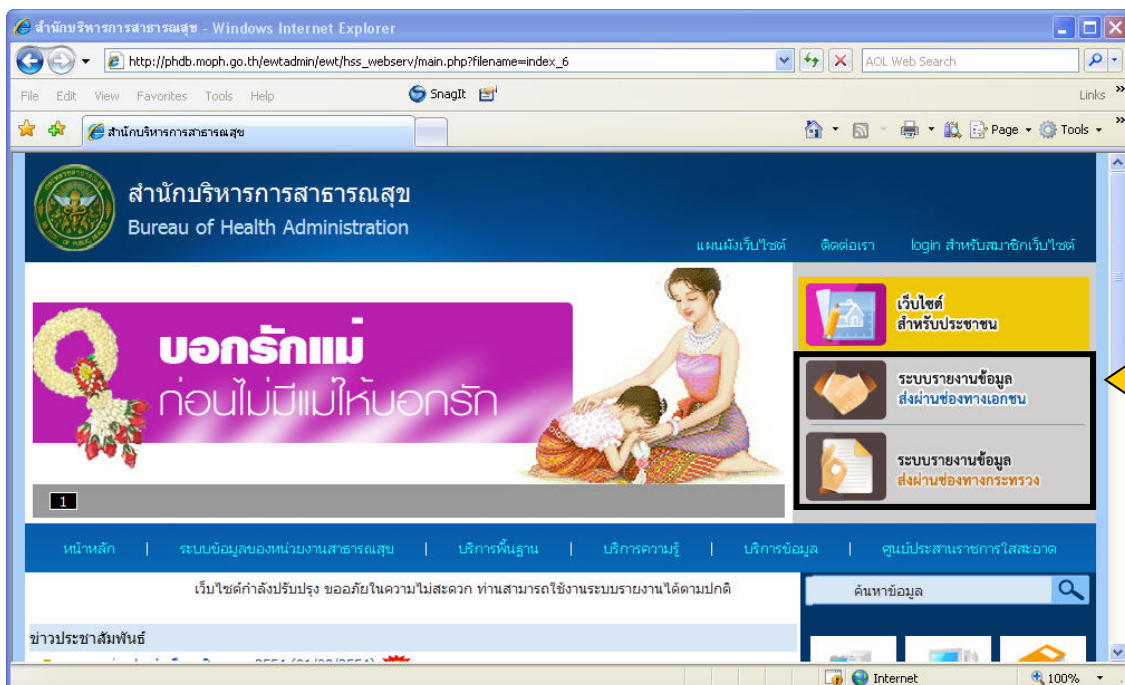 สำนักบริหารการสาธารณสุข - Windows Internet Explorer
http://phdb.moph.go.th/ewtadmin/ewt/hss_webserv/main.php?filename=index_6
AOL Web Search
File Edit View Favorites Tools Help
SnagIt
Links
สำนักบริหารการสาธารณสุข
Page Tools
สำนักบริหารการสาธารณสุข
Bureau of Health Administration
แผนผังเว็บไซต์ ติดต่อเรา login สำหรับสมาชิกเว็บไซต์
บอกรักแม่
ก่อนไม่มีแม่ให้บอกรัก
1
เว็บไซต์
สำหรับประชาชน
ระบบรายงานข้อมูล
ส่งผ่านช่องทางเอกชน
ระบบรายงานข้อมูล
ส่งผ่านช่องทางกระทรวง
หน้าหลัก | ระบบข้อมูลของหน่วยงานสาธารณสุข | บริการพื้นฐาน | บริการความรู้ | บริการข้อมูล | ศูนย์ประสานราชการใสสะอาด
เว็บไซต์กำลังปรับปรุง ขออภัยในความไม่สะดวก ท่านสามารถใช้งานระบบรายงานได้ตามปกติ
ค้นหาข้อมูล
ข่าวประชาสัมพันธ์
Internet
100%